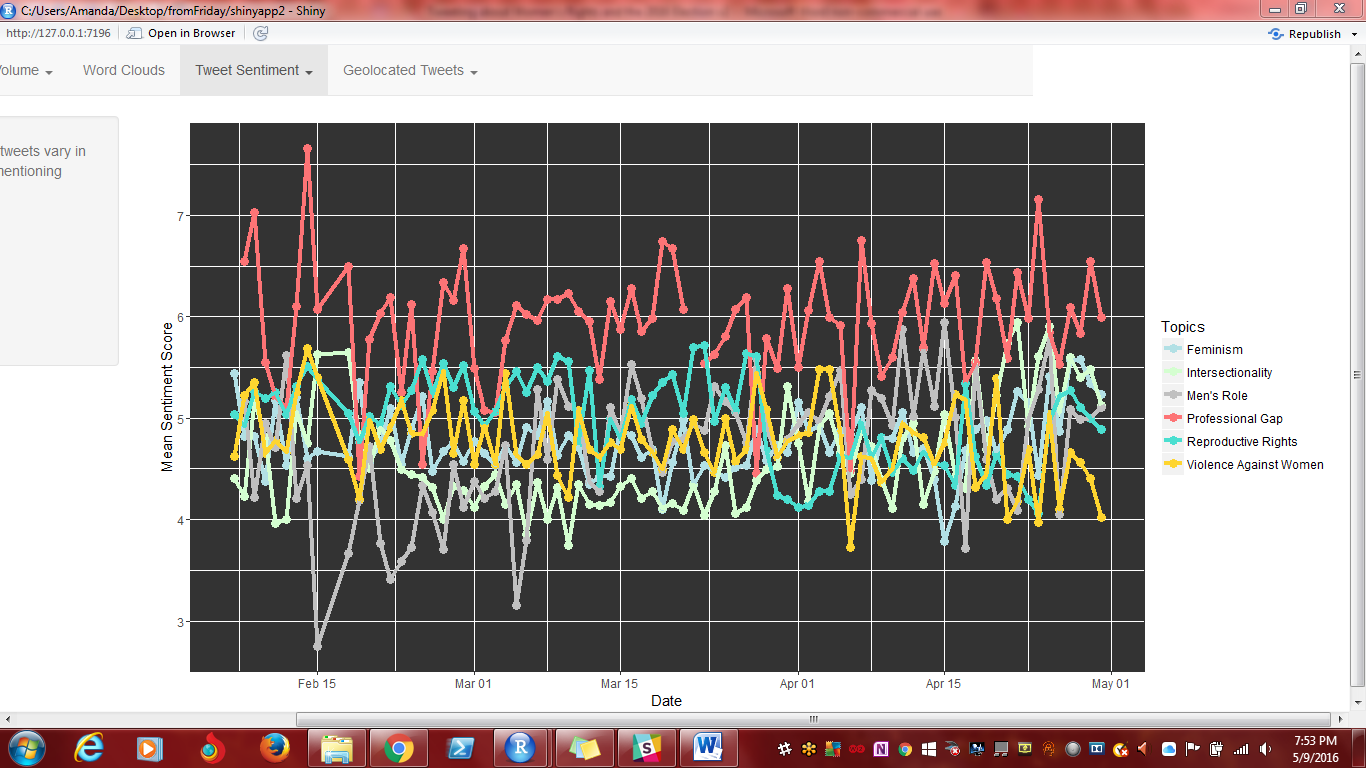 C:/Users/Amanda/Desktop/fromFriday/shinyapp2 - Shiny
http://127.0.0.1:7196
Open in Browser
Republish
Word Clouds
Tweet Sentiment
Geolocated Tweets
tweets vary in
Mean Sentiment Score
7
6
5
4
3
Feb 15
Mar 01
Mar 15
Apr 01
Apr 15
May 01
Date
Topics
Feminism
Intersectionality
Men's Role
Professional Gap
Reproductive Rights
Violence Against Women
7:53 PM
5/9/2016